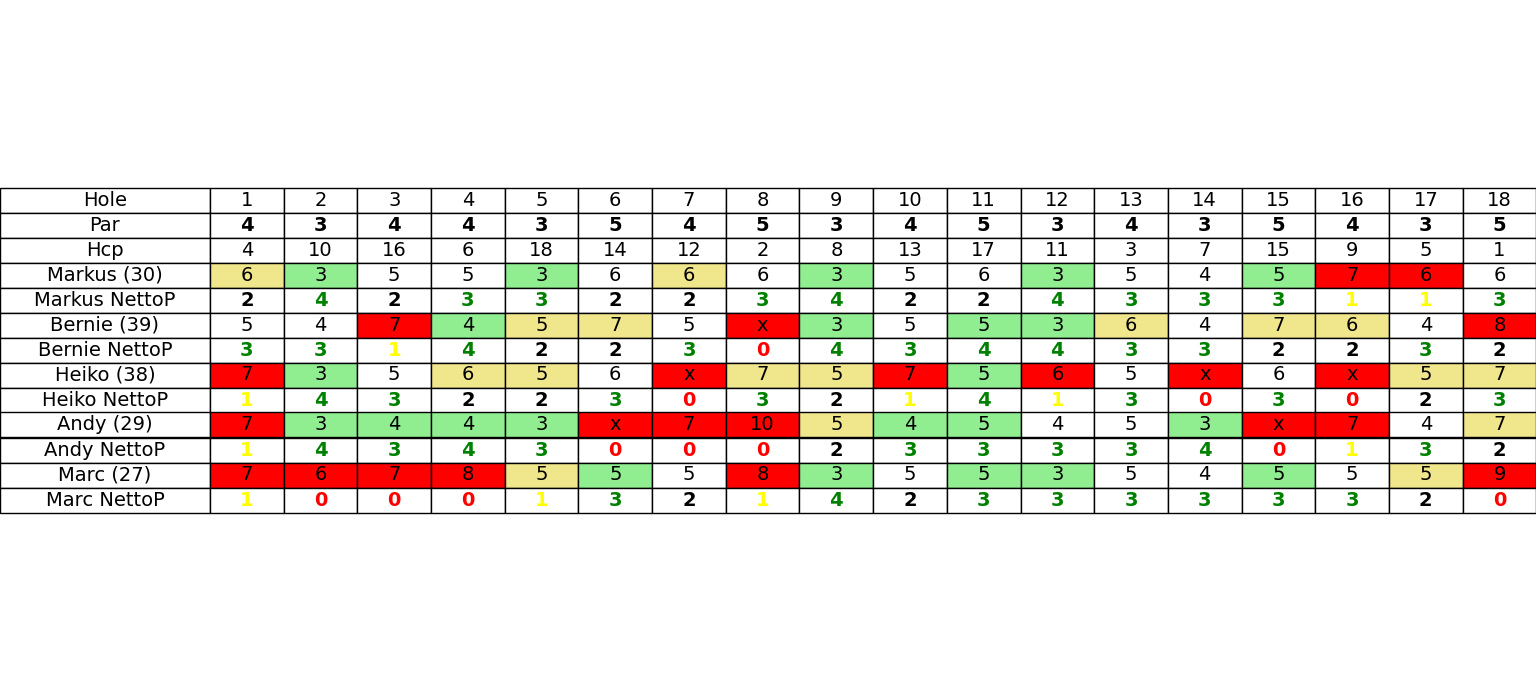 Hole 1 2 3 4 5 6 7 8 9 10 11 12 13 14 15 16 17 18
Par 4 3 4 4 3 5 4 5 3 4 5 3 4 3 5 4 3 5
Hcp 4 10 16 6 18 14 12 2 8 13 17 11 3 7 15 9 5 1
Markus (30) 6 3 5 5 3 6 6 6 3 5 6 3 5 4 5 7 6 6
Markus NettoP 2 4 2 3 3 2 2 3 4 2 2 4 3 3 3 1 1 3
Bernie (39) 5 4 7 4 5 7 5 x 3 5 5 3 6 4 7 6 4 8
Bernie NettoP 3 3 1 4 2 2 3 0 4 3 4 4 3 3 2 2 3 2
Heiko (38) 7 3 5 6 5 6 x 7 5 7 5 6 5 x 6 x 5 7
Heiko NettoP 1 4 3 2 2 3 0 3 2 1 4 1 3 0 3 0 2 3
Andy (29) 7 3 4 4 3 x 7 10 5 4 5 4 5 3 x 7 4 7
Andy NettoP 1 4 3 4 3 0 0 0 2 3 3 3 3 4 0 1 3 2
Marc (27) 7 6 7 8 5 5 5 8 3 5 5 3 5 4 5 5 5 9
Marc NettoP 1 0 0 0 1 3 2 1 4 2 3 3 3 3 3 3 2 0